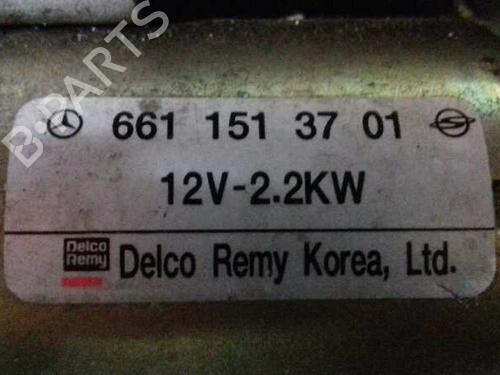 B-PARTS
661 151 37 01
12V-2.2KW
Delco
Remy
Delco Remy Korea, Ltd.